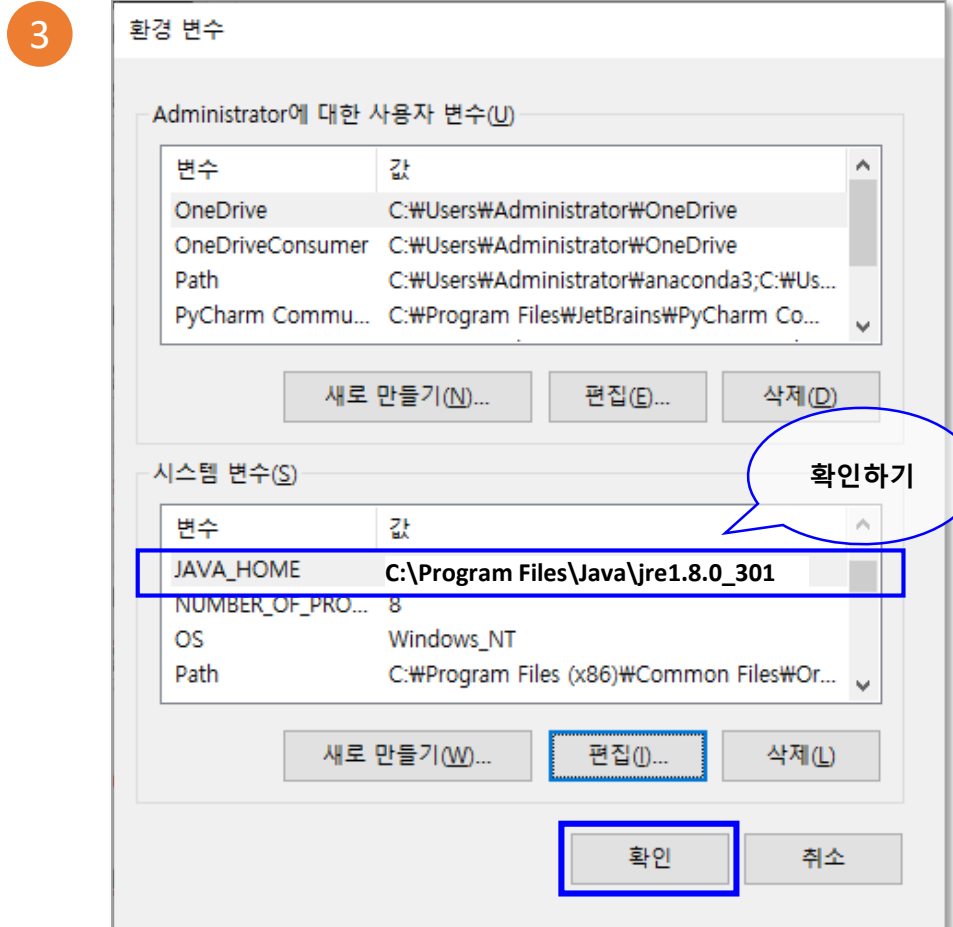 3
환경 변수
Administrator에 대한 사용자 변수(U)
변수 값
OneDrive C:₩Users₩Administrator₩OneDrive
OneDriveConsumer C:₩Users₩Administrator₩OneDrive
Path C:₩Users₩Administrator₩anaconda3;C:₩Us...
PyCharm Commu... C:₩Program Files₩JetBrains₩PyCharm Co...
새로 만들기(N)... 편집(E)... 삭제(D)
시스템 변수(S)
확인하기
변수 값
JAVA_HOME C:\Program Files\Java\jre1.8.0_301
NUMBER_OF_PRO... 8
OS Windows_NT
Path C:₩Program Files (x86)₩Common Files₩Or...
새로 만들기(W)... 편집(I)... 삭제(L)
확인 취소